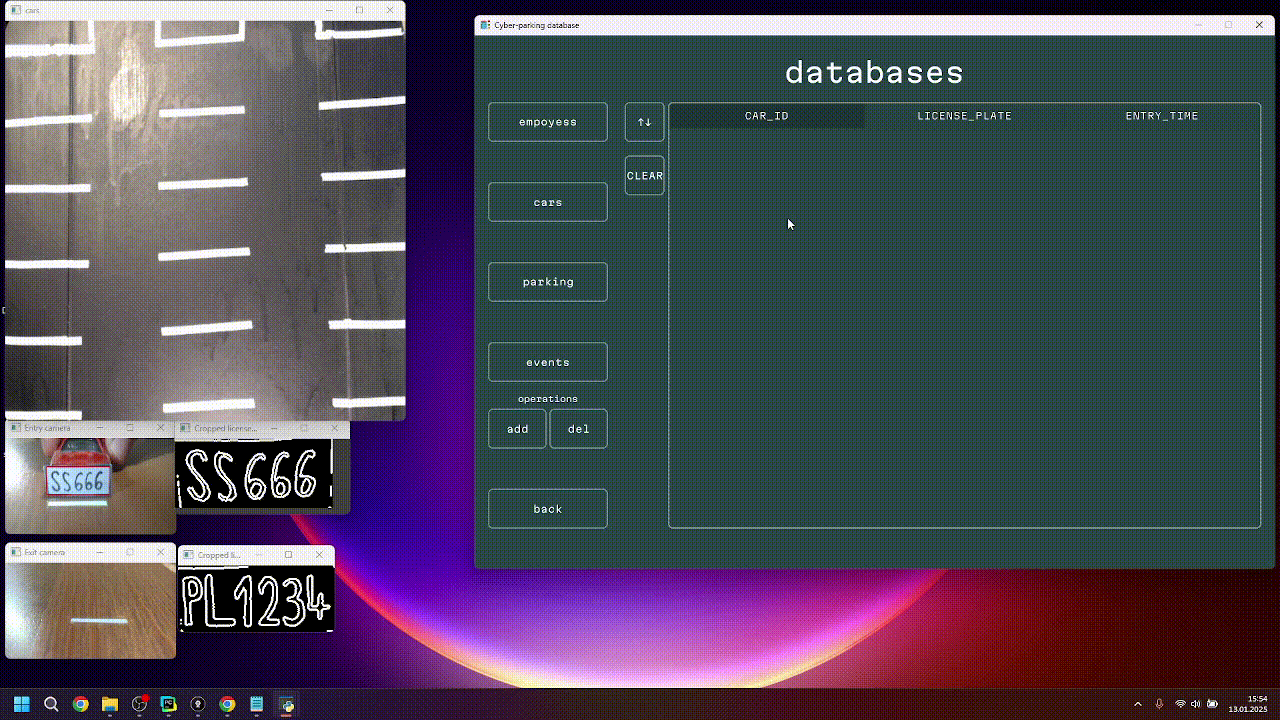 cars
Cyber-parking database
databases
empoyess
↑↓
CAR_ID
LICENSE_PLATE
ENTRY_TIME
CLEAR
cars
parking
events
operations
add
del
back
Entry camera
Cropped license...
SS666
SS666
Exit camera
Cropped li...
PL1234
15:54
13.01.2025